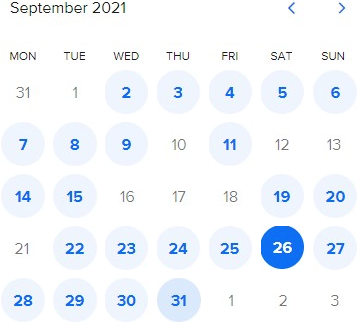 September 2021
MON TUE WED THU FRI SAT SUN
31 1 2 3 4 5 6
7 8 9 10 11 12 13
14 15 16 17 18 19 20
21 22 23 24 25 26 27
28 29 30 31 1 2 3